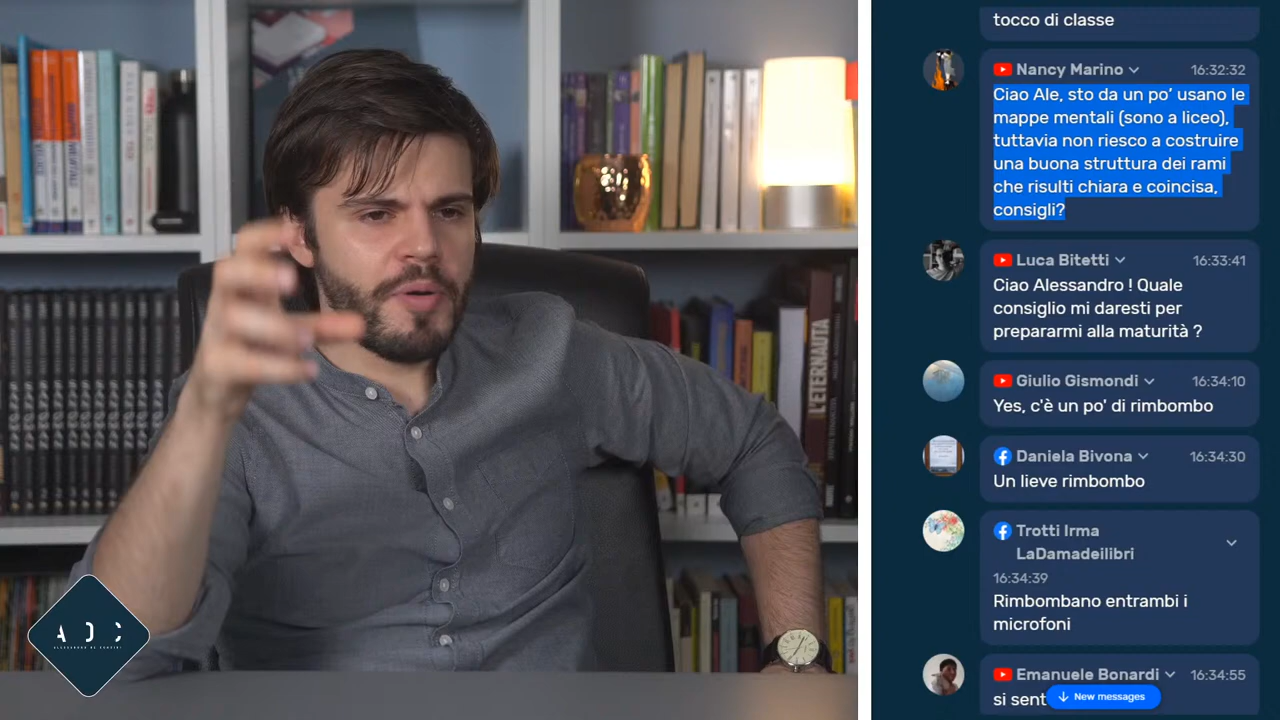 tocco di classe
Nancy Marino
16:32:32
Ciao Ale, sto da un po' usano le
mappe mentali (sono a liceo),
tuttavia non riesco a costruire
una buona struttura dei rami
che risulti chiara e coincisa,
consigli?
Luca Bitetti
16:33:41
Ciao Alessandro ! Quale
consiglio mi daresti per
prepararmi alla maturità ?
Giulio Gismondi
16:34:10
Yes, c'è un po' di rimbombo
Daniela Bivona
16:34:30
Un lieve rimbombo
Trotti Irma
LaDamadeilibri
16:34:39
Rimbombano entrambi i
microfoni
Emanuele Bonardi
16:34:55
si sent
New messages
L'ETERNAUTA
ADC